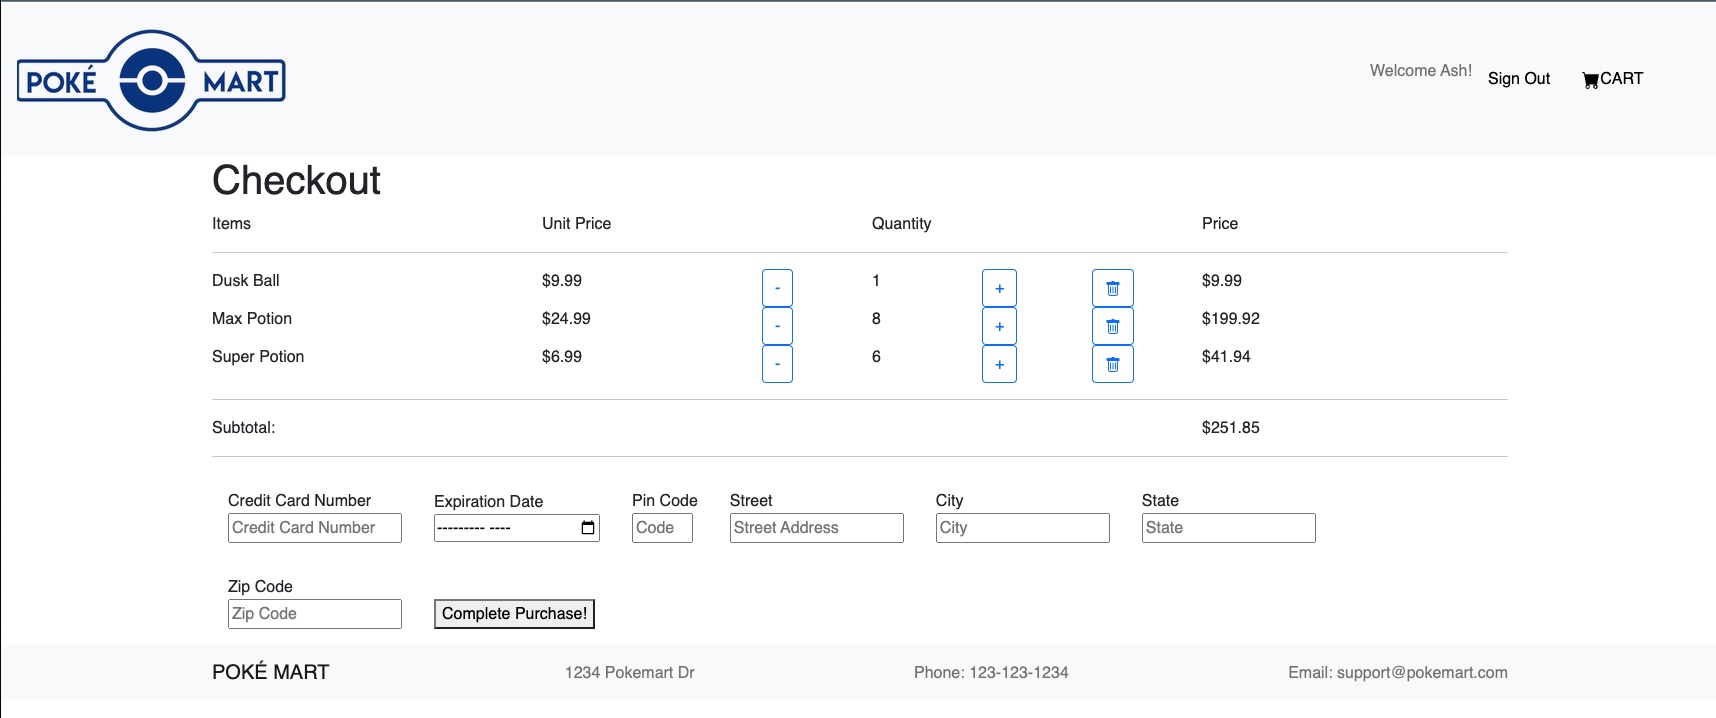 POKÉ MART
Welcome Ash! Sign Out CART
Checkout
Items Unit Price Quantity Price
Dusk Ball $9.99 - 1 + $9.99
Max Potion $24.99 - 8 + $199.92
Super Potion $6.99 - 6 + $41.94
Subtotal: $251.85
Credit Card Number Expiration Date Pin Code Street City State
Credit Card Number --------- ---- Code Street Address City State
Zip Code
Zip Code Complete Purchase!
POKÉ MART 1234 Pokemart Dr Phone: 123-123-1234 Email: support@pokemart.com